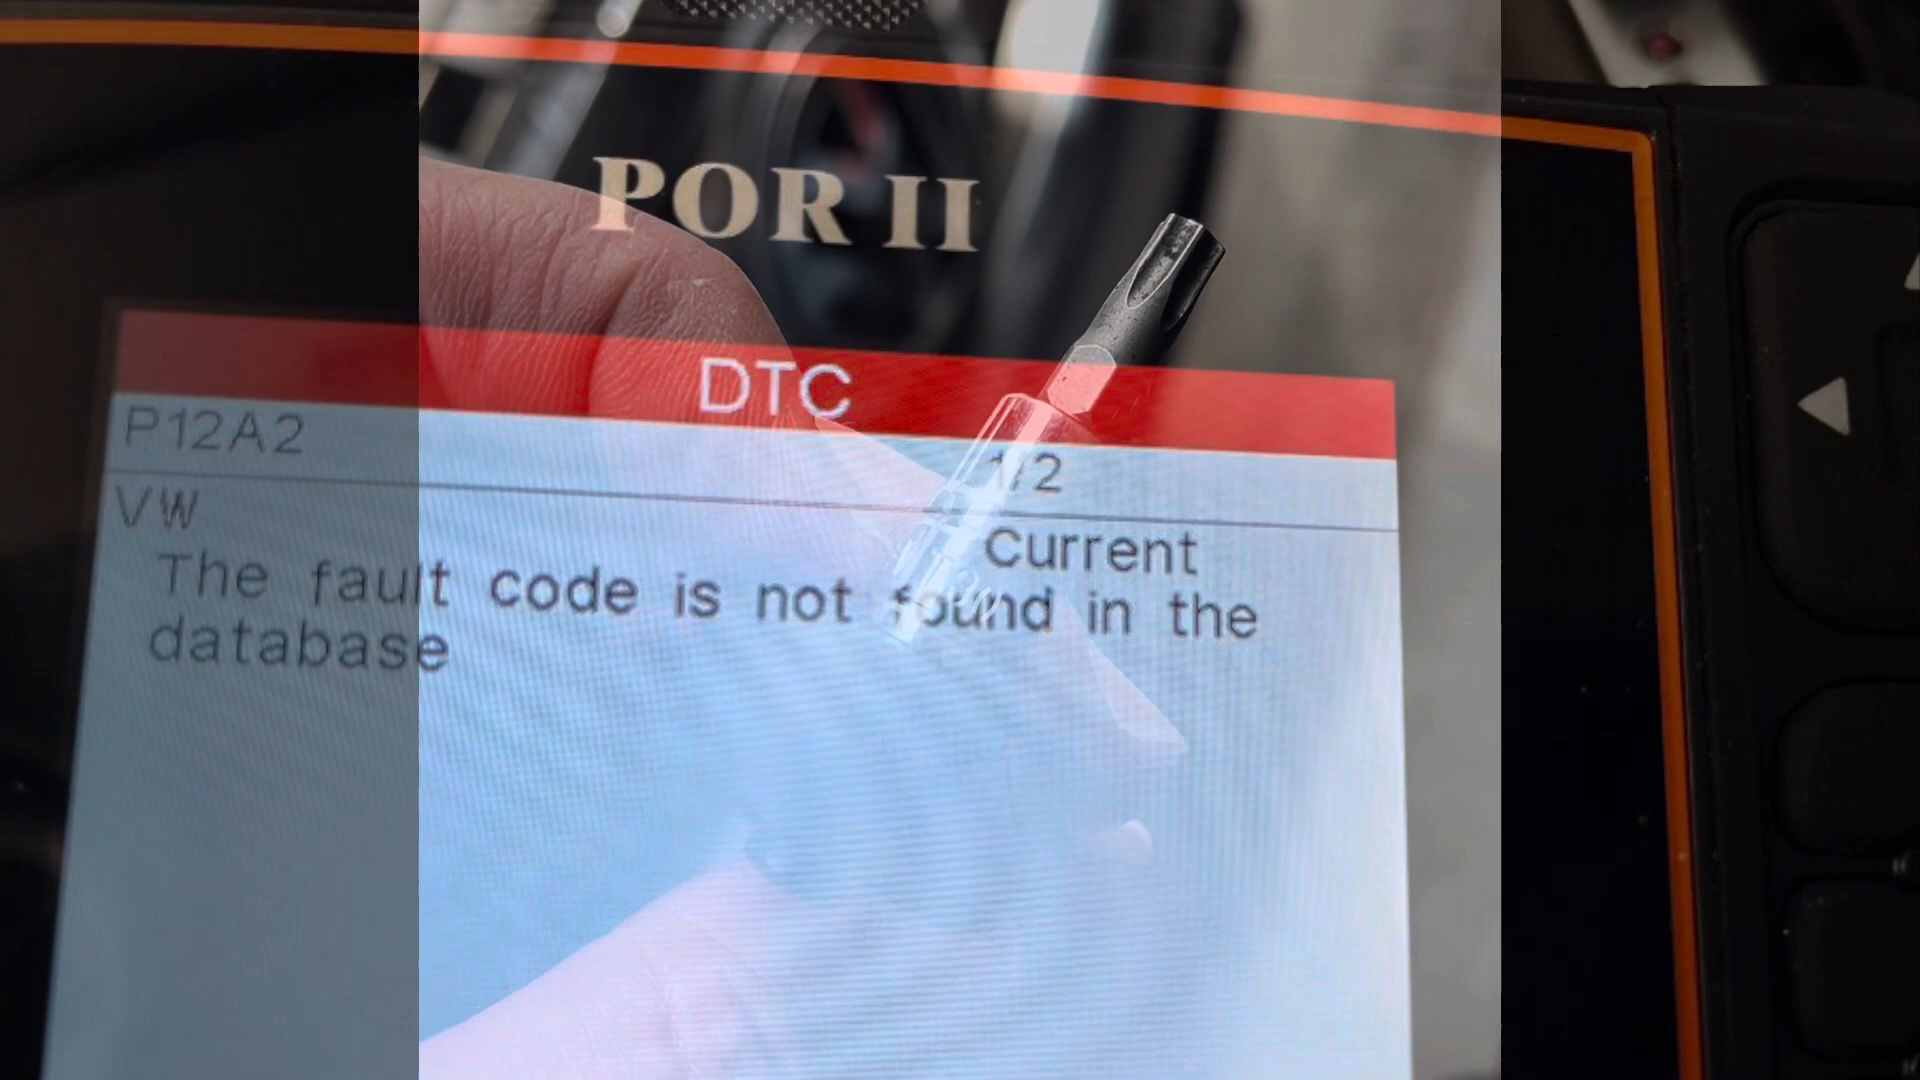 POR II
DTC
P12A2 1/2
VW
Current
The fault code is not found in the
database